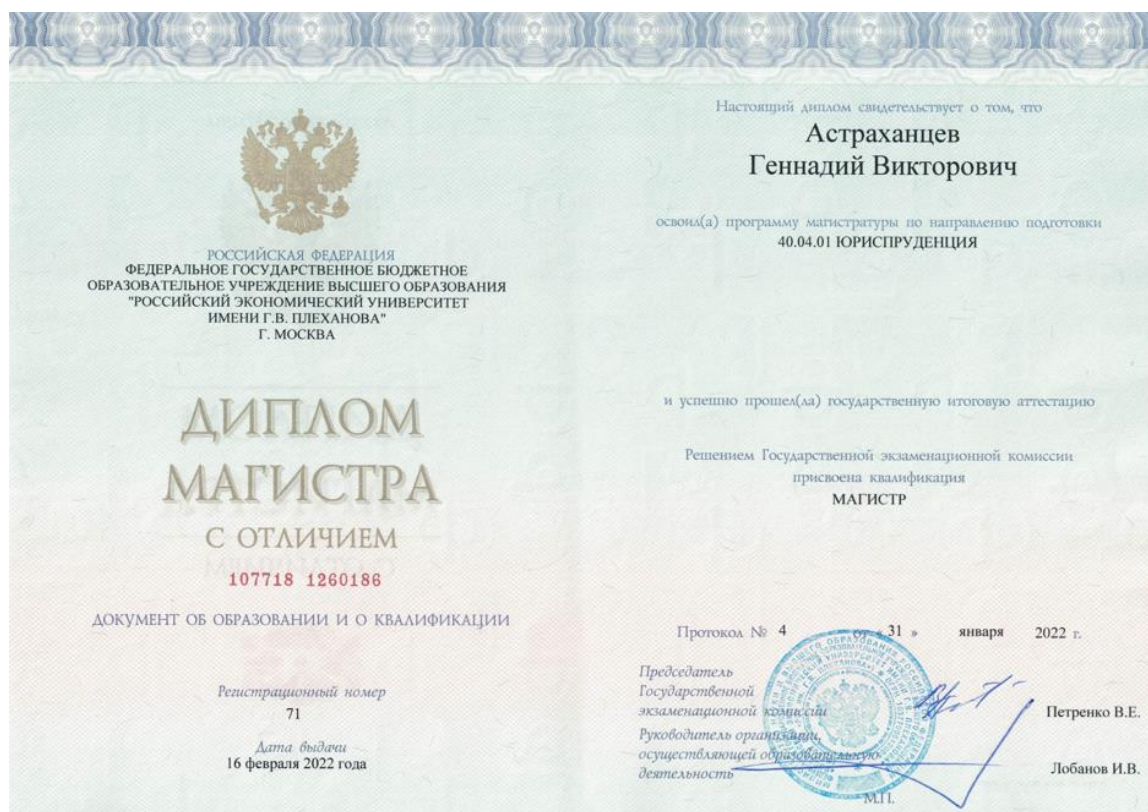 РОССИЙСКАЯ ФЕДЕРАЦИЯ
ФЕДЕРАЛЬНОЕ ГОСУДАРСТВЕННОЕ БЮДЖЕТНОЕ
ОБРАЗОВАТЕЛЬНОЕ УЧРЕЖДЕНИЕ ВЫСШЕГО ОБРАЗОВАНИЯ
"РОССИЙСКИЙ ЭКОНОМИЧЕСКИЙ УНИВЕРСИТЕТ
ИМЕНИ Г.В. ПЛЕХАНОВА"
Г. МОСКВА
ДИПЛОМ
МАГИСТРА
С ОТЛИЧИЕМ
107718 1260186
ДОКУМЕНТ ОБ ОБРАЗОВАНИИ И О КВАЛИФИКАЦИИ
Регистрационный номер
71
Дата выдачи
16 февраля 2022 года
Настоящий диплом свидетельствует о том, что
Астраханцев
Геннадий Викторович
освоил(а) программу магистратуры по направлению подготовки
40.04.01 ЮРИСПРУДЕНЦИЯ
и успешно прошел(ла) государственную итоговую аттестацию
Решением Государственной экзаменационной комиссии
присвоена квалификация
МАГИСТР
Протокол № 4 от « 31 » января 2022 г.
Председатель
Государственной
экзаменационной комиссии
Петренко В.Е.
Руководитель организации,
осуществляющей образовательную
деятельность
Лобанов И.В.
М.П.